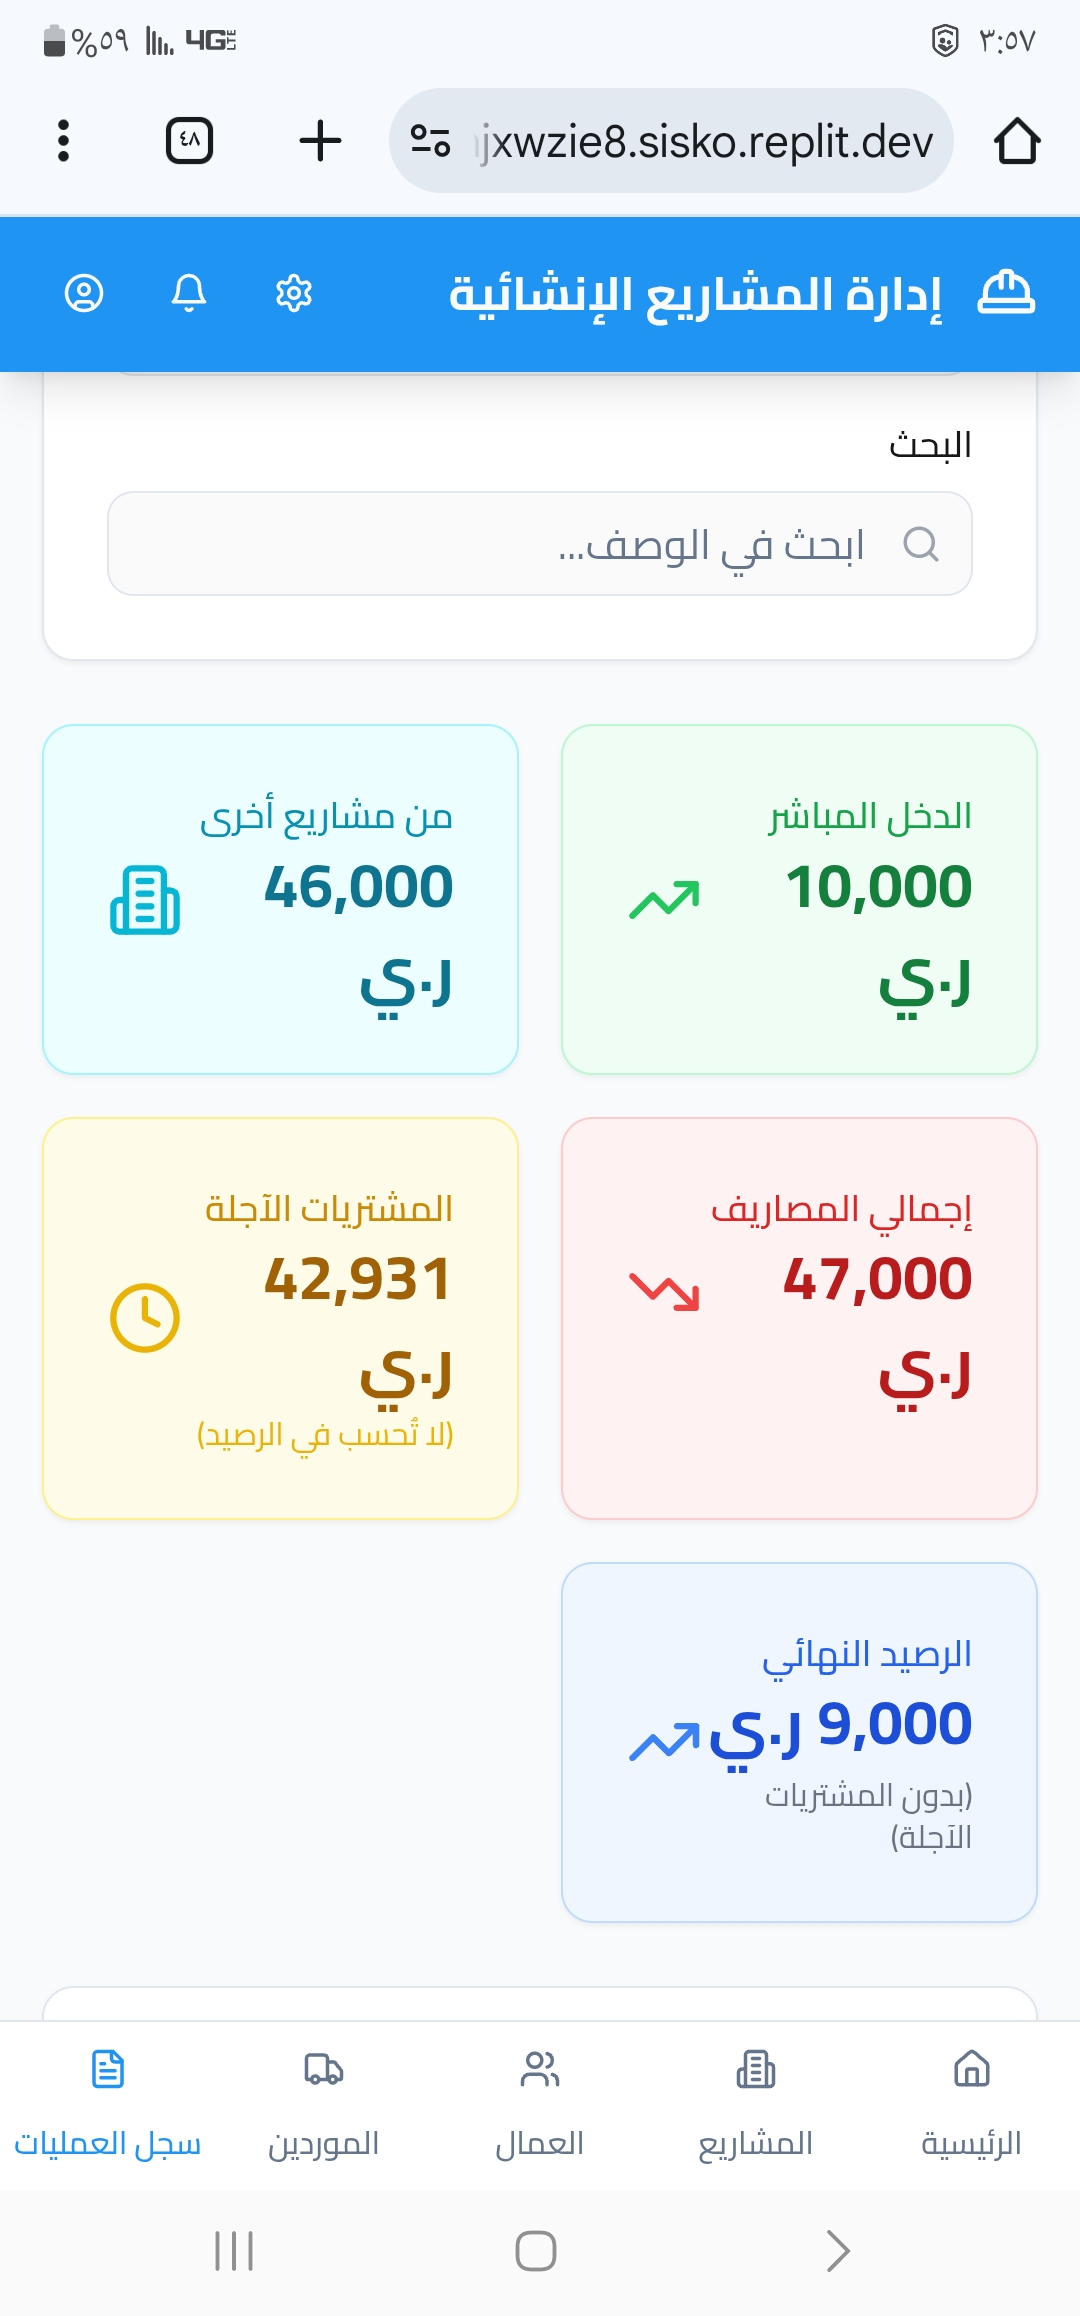 ٣:٥٧
4G LTE
%٥٩
jxwzie8.sisko.replit.dev
٤٨
إدارة المشاريع الإنشائية
البحث
ابحث في الوصف...
الدخل المباشر
10,000
ر.ي
من مشاريع أخرى
46,000
ر.ي
إجمالي المصاريف
47,000
ر.ي
المشتريات الآجلة
42,931
ر.ي
(لا تُحسب في الرصيد)
الرصيد النهائي
9,000 ر.ي
(بدون المشتريات
الآجلة)
الرئيسية
المشاريع
العمال
الموردين
سجل العمليات